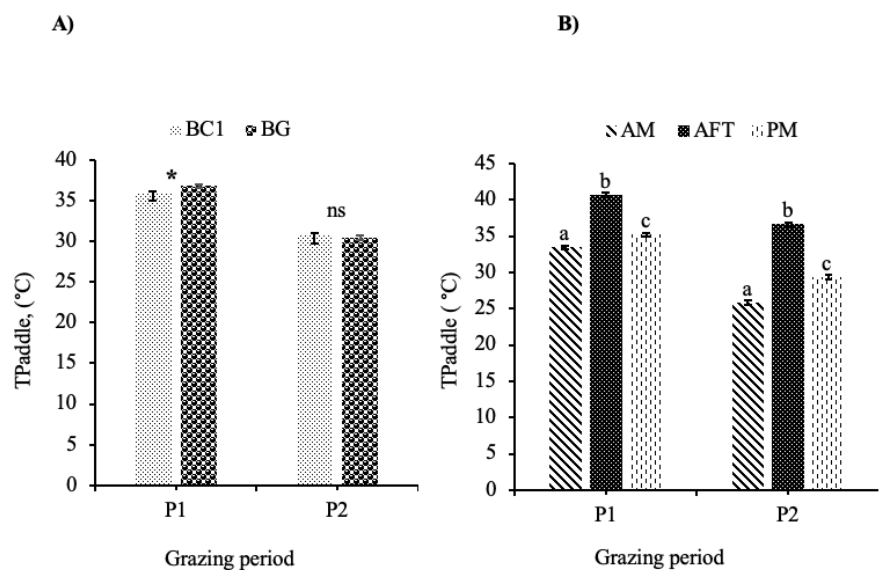 A)
BC1 BG
TPaddle, (°C)
40
35
30
25
20
15
10
5
0
*
ns
P1 P2
Grazing period
B)
AM AFT PM
TPaddle ( °C)
45
40
35
30
25
20
15
10
5
0
a b c a b c
P1 P2
Grazing period